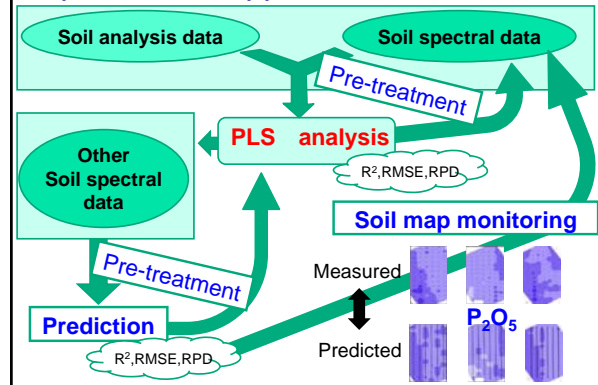 Soil analysis data
Soil spectral data
Pre-treatment
PLS analysis
R²,RMSE,RPD
Other
Soil spectral
data
Soil map monitoring
Pre-treatment
Measured
P₂O₅
Prediction
Predicted
R²,RMSE,RPD